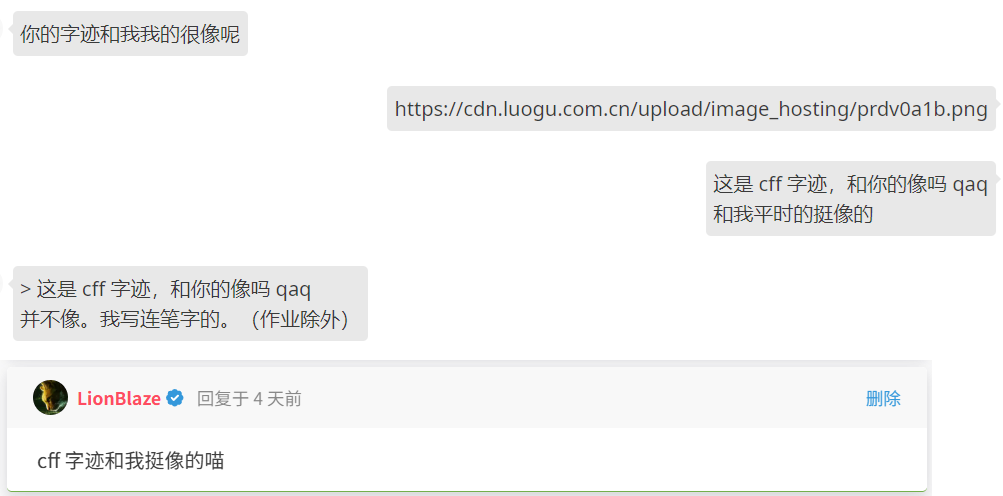 你的字迹和我我的很像呢
https://cdn.luogu.com.cn/upload/image_hosting/prdv0a1b.png
这是 cff 字迹，和你的像吗 qaq
和我平时的挺像的
> 这是 cff 字迹，和你的像吗 qaq
并不像。我写连笔字的。（作业除外）
LionBlaze 回复于 4 天前 删除
cff 字迹和我挺像的喵